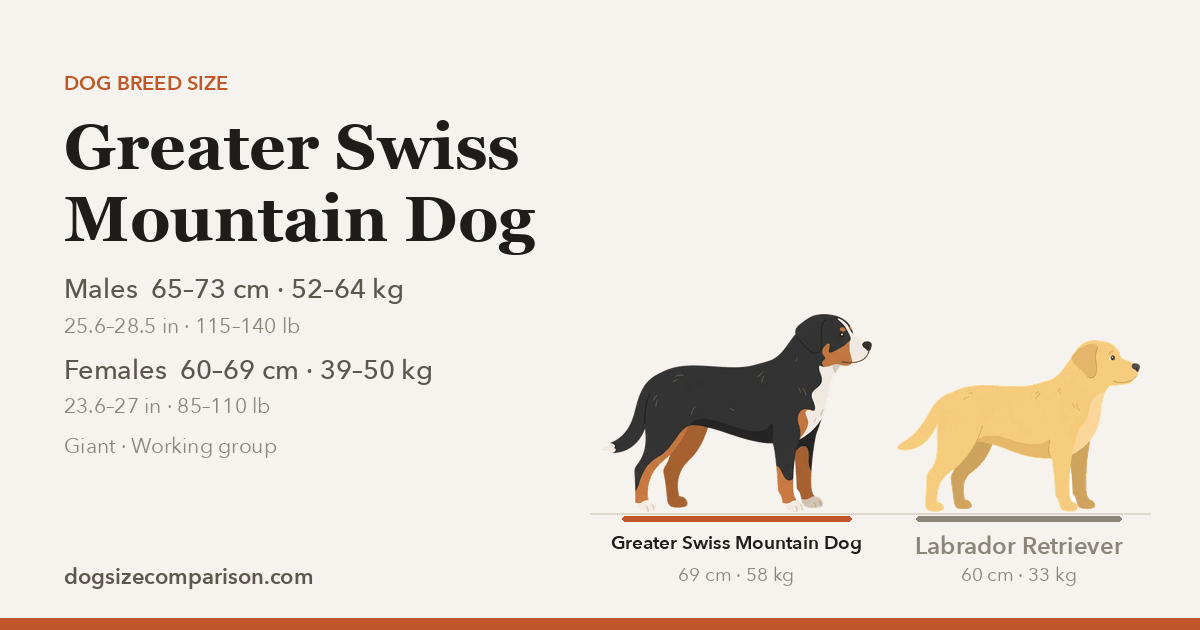 DOG BREED SIZE
Greater Swiss
Mountain Dog
Males 65–73 cm · 52–64 kg
25.6–28.5 in · 115–140 lb
Females 60–69 cm · 39–50 kg
23.6–27 in · 85–110 lb
Giant · Working group
Greater Swiss Mountain Dog
69 cm · 58 kg
Labrador Retriever
60 cm · 33 kg
dogsizecomparison.com